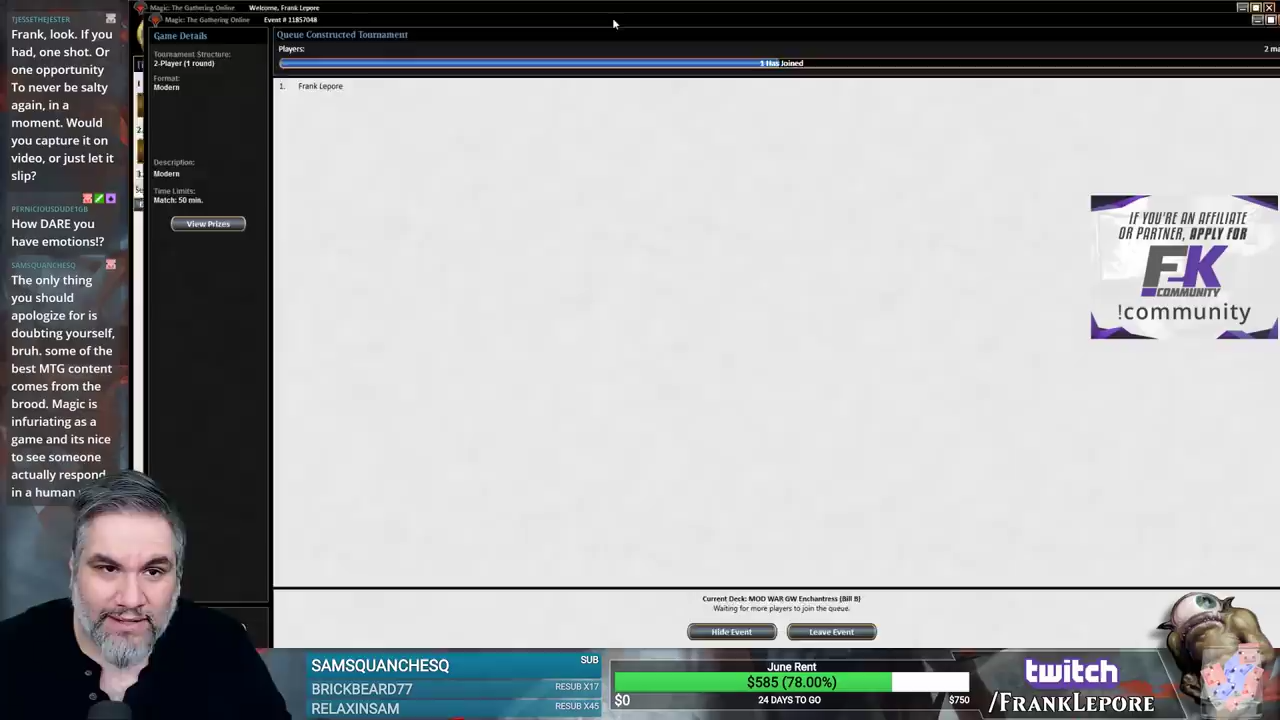 TJESSETHEJESTER
Frank, look. If you
had, one shot. Or
one opportunity
To never be salty
again, in a
moment. Would
you capture it on
video, or just let it
slip?
PERNICIOUSDUDE1GB
How DARE you
have emotions!?
SAMSQUANCHESQ
The only thing
you should
apologize for is
doubting yourself,
bruh. some of the
best MTG content
comes from the
brood. Magic is
infuriating as a
game and its nice
to see someone
actually respond
in a human
Magic: The Gathering Online Welcome, Frank Lepore
Magic: The Gathering Online Event # 11857048
Game Details
Tournament Structure:
2-Player (1 round)
Format:
Modern
Description:
Modern
Time Limits:
Match: 50 min.
View Prizes
Queue Constructed Tournament
Players:
2 ma
1 Has Joined
1. Frank Lepore
IF YOU'RE AN AFFILIATE
OR PARTNER, APPLY FOR
FLK
COMMUNITY
!community
Current Deck: MOD WAR GW Enchantress (Bill B)
Waiting for more players to join the queue.
Hide Event Leave Event
SAMSQUANCHESQ SUB
BRICKBEARD77 RESUB X17
RELAXINSAM RESUB X45
June Rent
$585 (78.00%)
$0 24 DAYS TO GO $750
twitch
/FRANKLEPORE